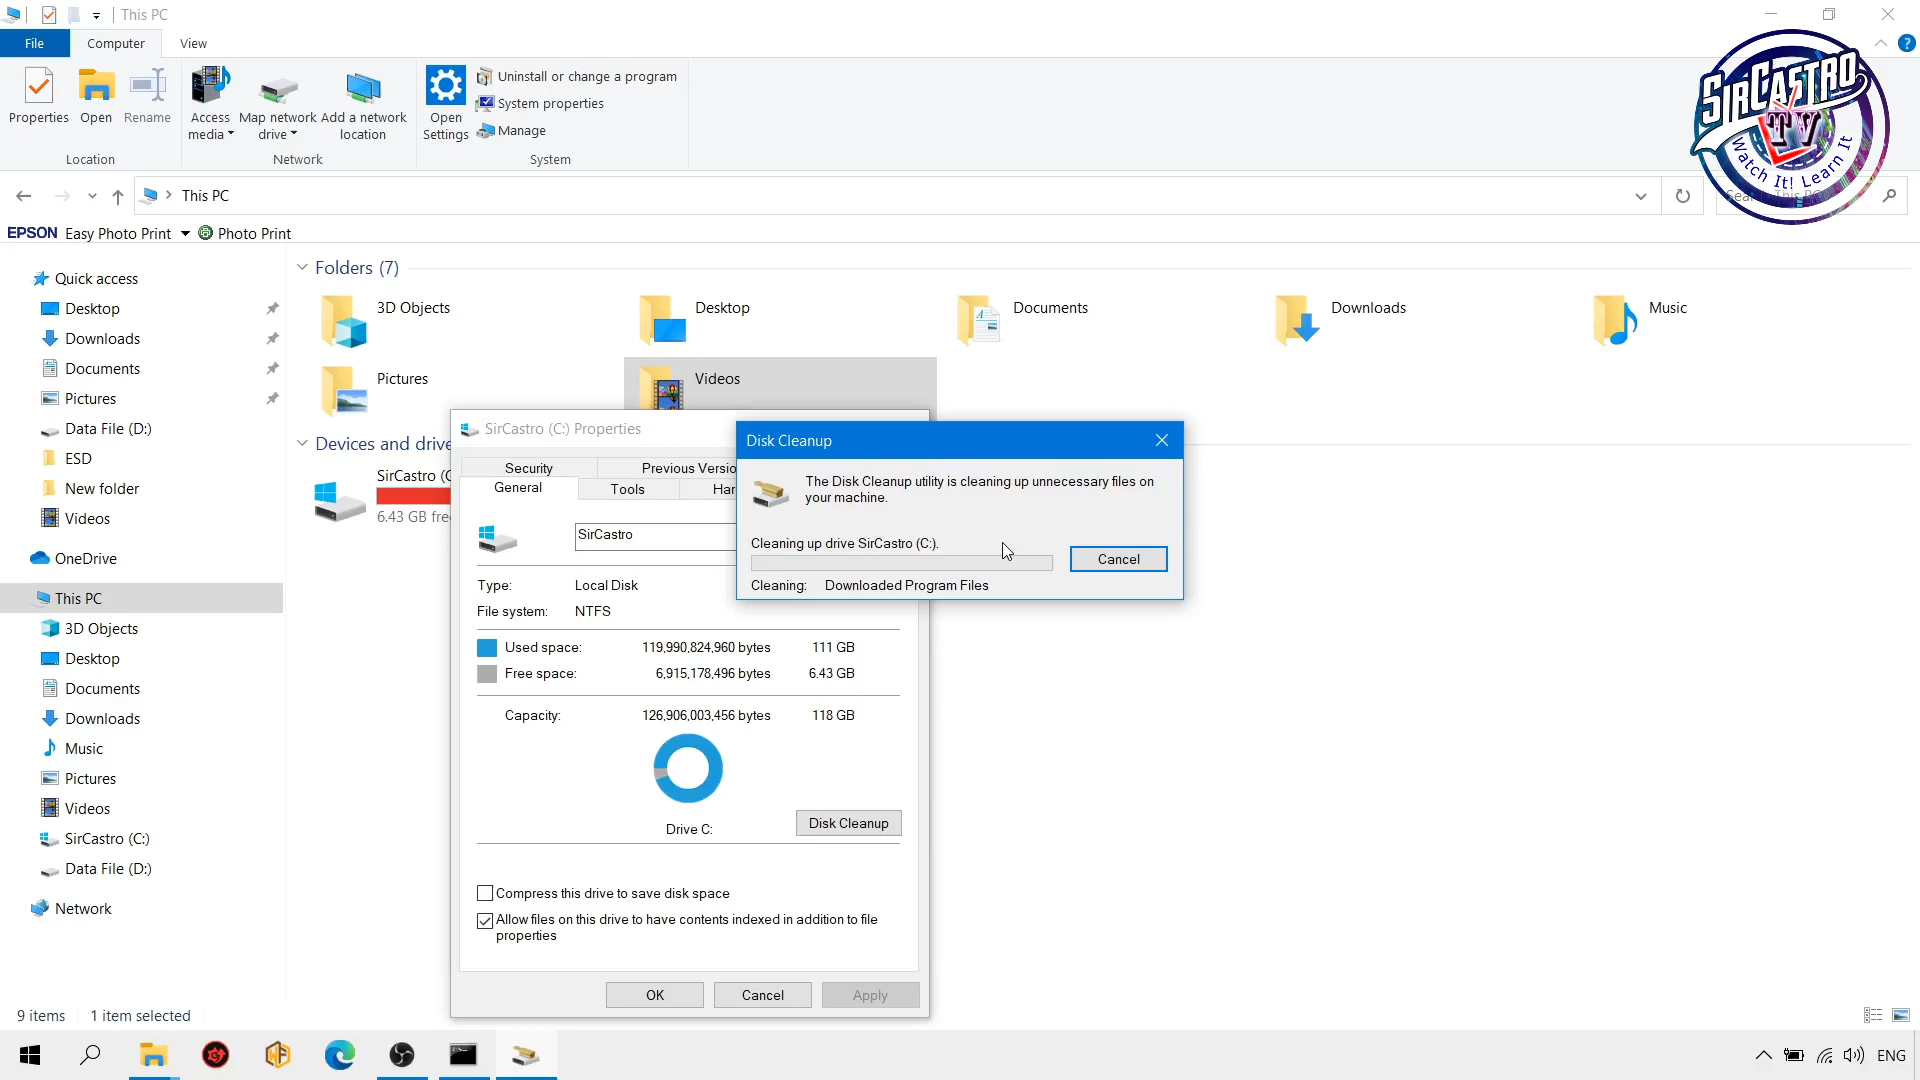 This PC
File
Computer
View
Properties
Open
Rename
Access
media
Map network
drive
Add a network
location
Open
Settings
Uninstall or change a program
System properties
Manage
Location
Network
System
SIRCASTRO
TV
Watch It! Learn It
This PC
EPSON Easy Photo Print
Photo Print
Quick access
Desktop
Downloads
Documents
Pictures
Data File (D:)
ESD
New folder
Videos
OneDrive
This PC
3D Objects
Desktop
Documents
Downloads
Music
Pictures
Videos
SirCastro (C:)
Data File (D:)
Network
Folders (7)
3D Objects
Desktop
Documents
Downloads
Music
Pictures
Videos
Devices and drive
SirCastro (C
6.43 GB fre
SirCastro (C:) Properties
Security
Previous Versio
General
Tools
Har
SirCastro
Type: Local Disk
File system: NTFS
Used space: 119,990,824,960 bytes 111 GB
Free space: 6,915,178,496 bytes 6.43 GB
Capacity: 126,906,003,456 bytes 118 GB
Drive C:
Disk Cleanup
Compress this drive to save disk space
Allow files on this drive to have contents indexed in addition to file
properties
OK
Cancel
Apply
Disk Cleanup
The Disk Cleanup utility is cleaning up unnecessary files on
your machine.
Cleaning up drive SirCastro (C:).
Cancel
Cleaning: Downloaded Program Files
9 items
1 item selected
ENG